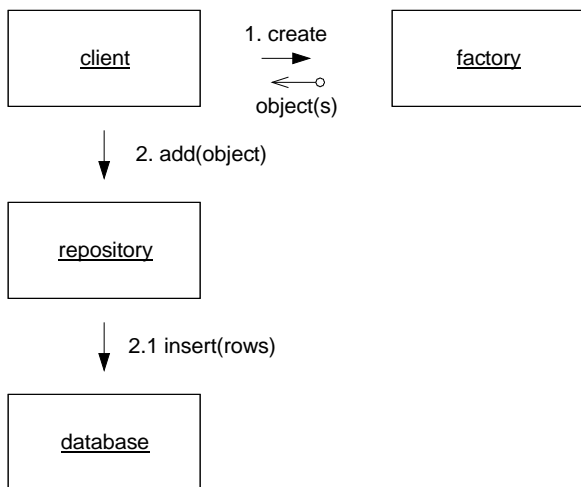 client
1. create
object(s)
factory
2. add(object)
repository
2.1 insert(rows)
database